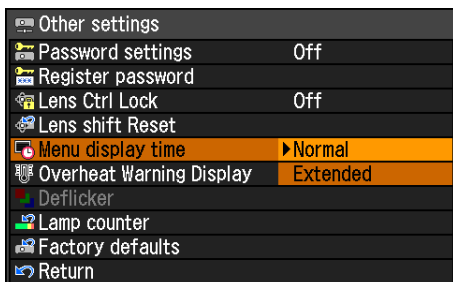 Other settings
Password settings Off
Register password
Lens Ctrl Lock Off
Lens shift Reset
Menu display time Normal
Overheat Warning Display Extended
Deflicker
Lamp counter
Factory defaults
Return